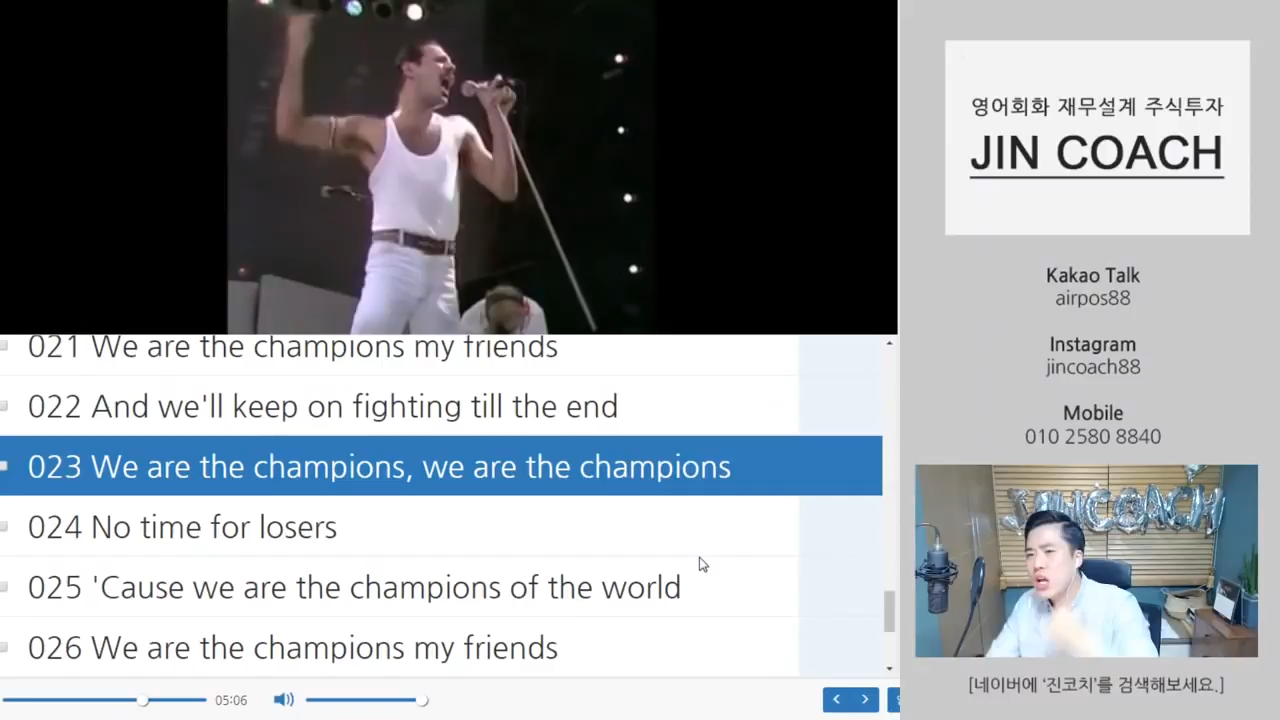 021 We are the champions my friends
022 And we'll keep on fighting till the end
023 We are the champions, we are the champions
024 No time for losers
025 'Cause we are the champions of the world
026 We are the champions my friends
05:06
영어회화 재무설계 주식투자
JIN COACH
Kakao Talk
airpos88
Instagram
jincoach88
Mobile
010 2580 8840
JINCOACH
[네이버에 '진코치'를 검색해보세요.]